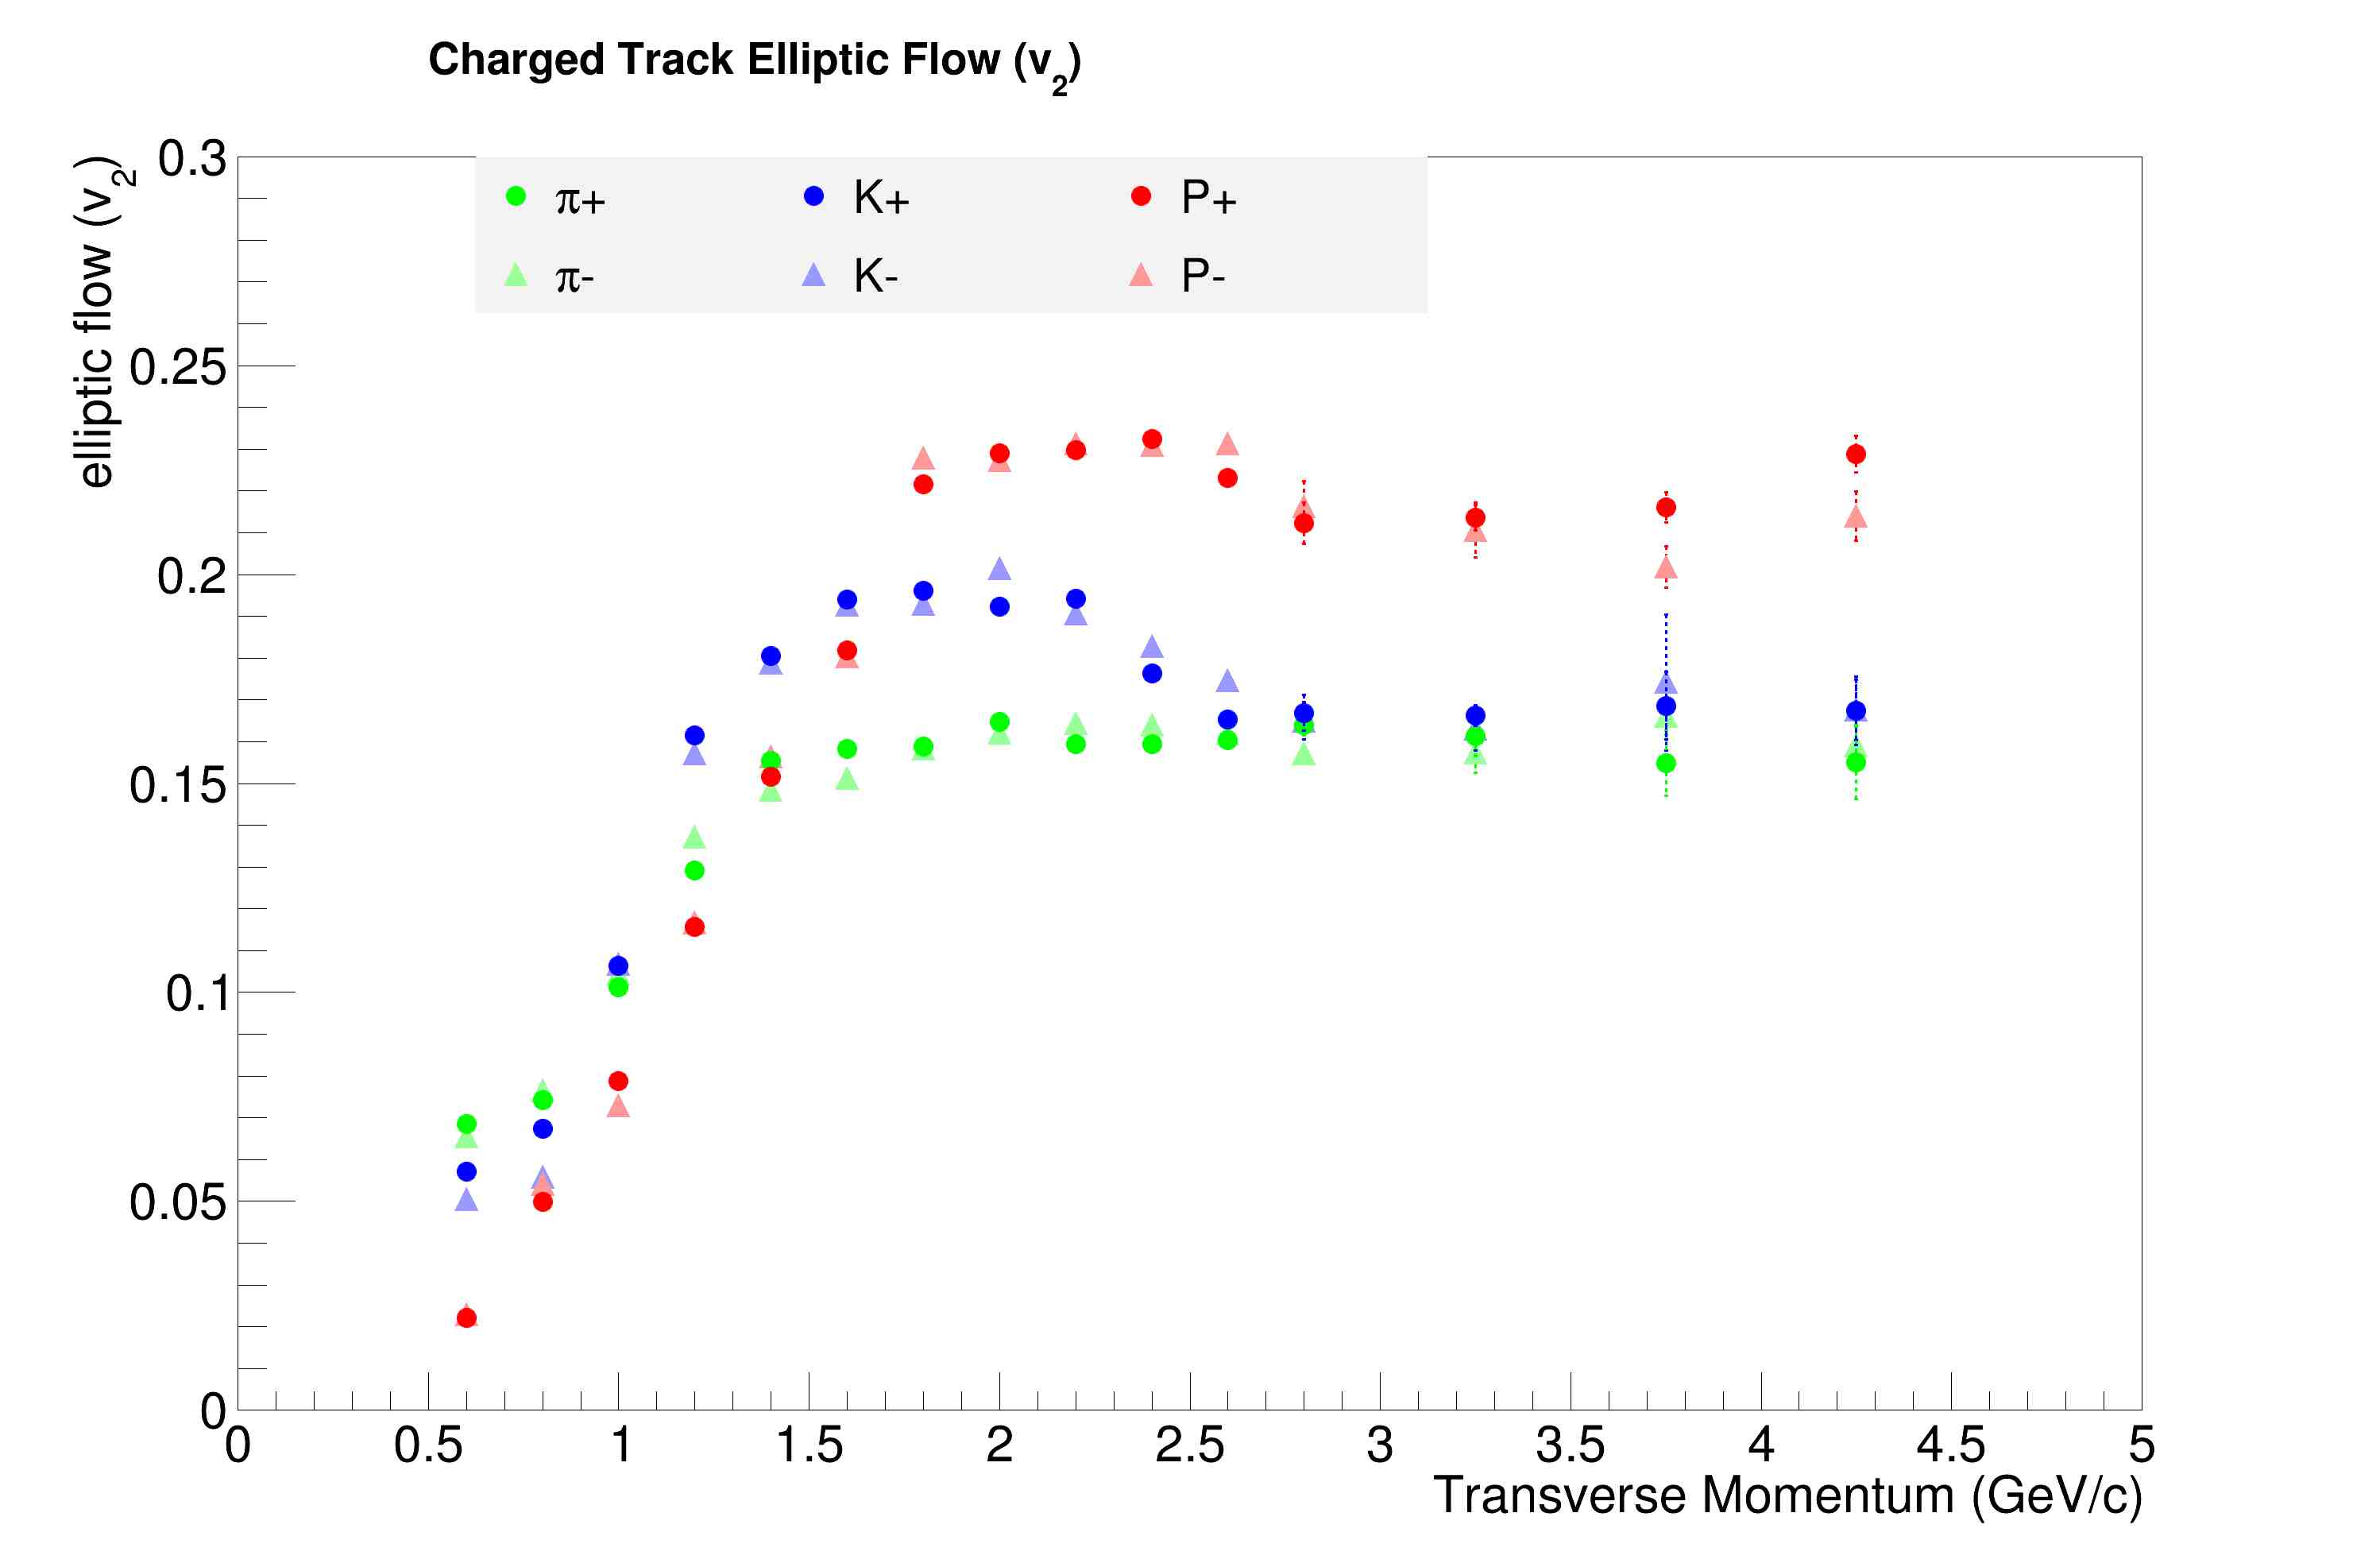 Charged Track Elliptic Flow (v2)
elliptic flow (v2)
π+ K+ P+
π- K- P-
0.3
0.25
0.2
0.15
0.1
0.05
0
0 0.5 1 1.5 2 2.5 3 3.5 4 4.5 5
Transverse Momentum (GeV/c)